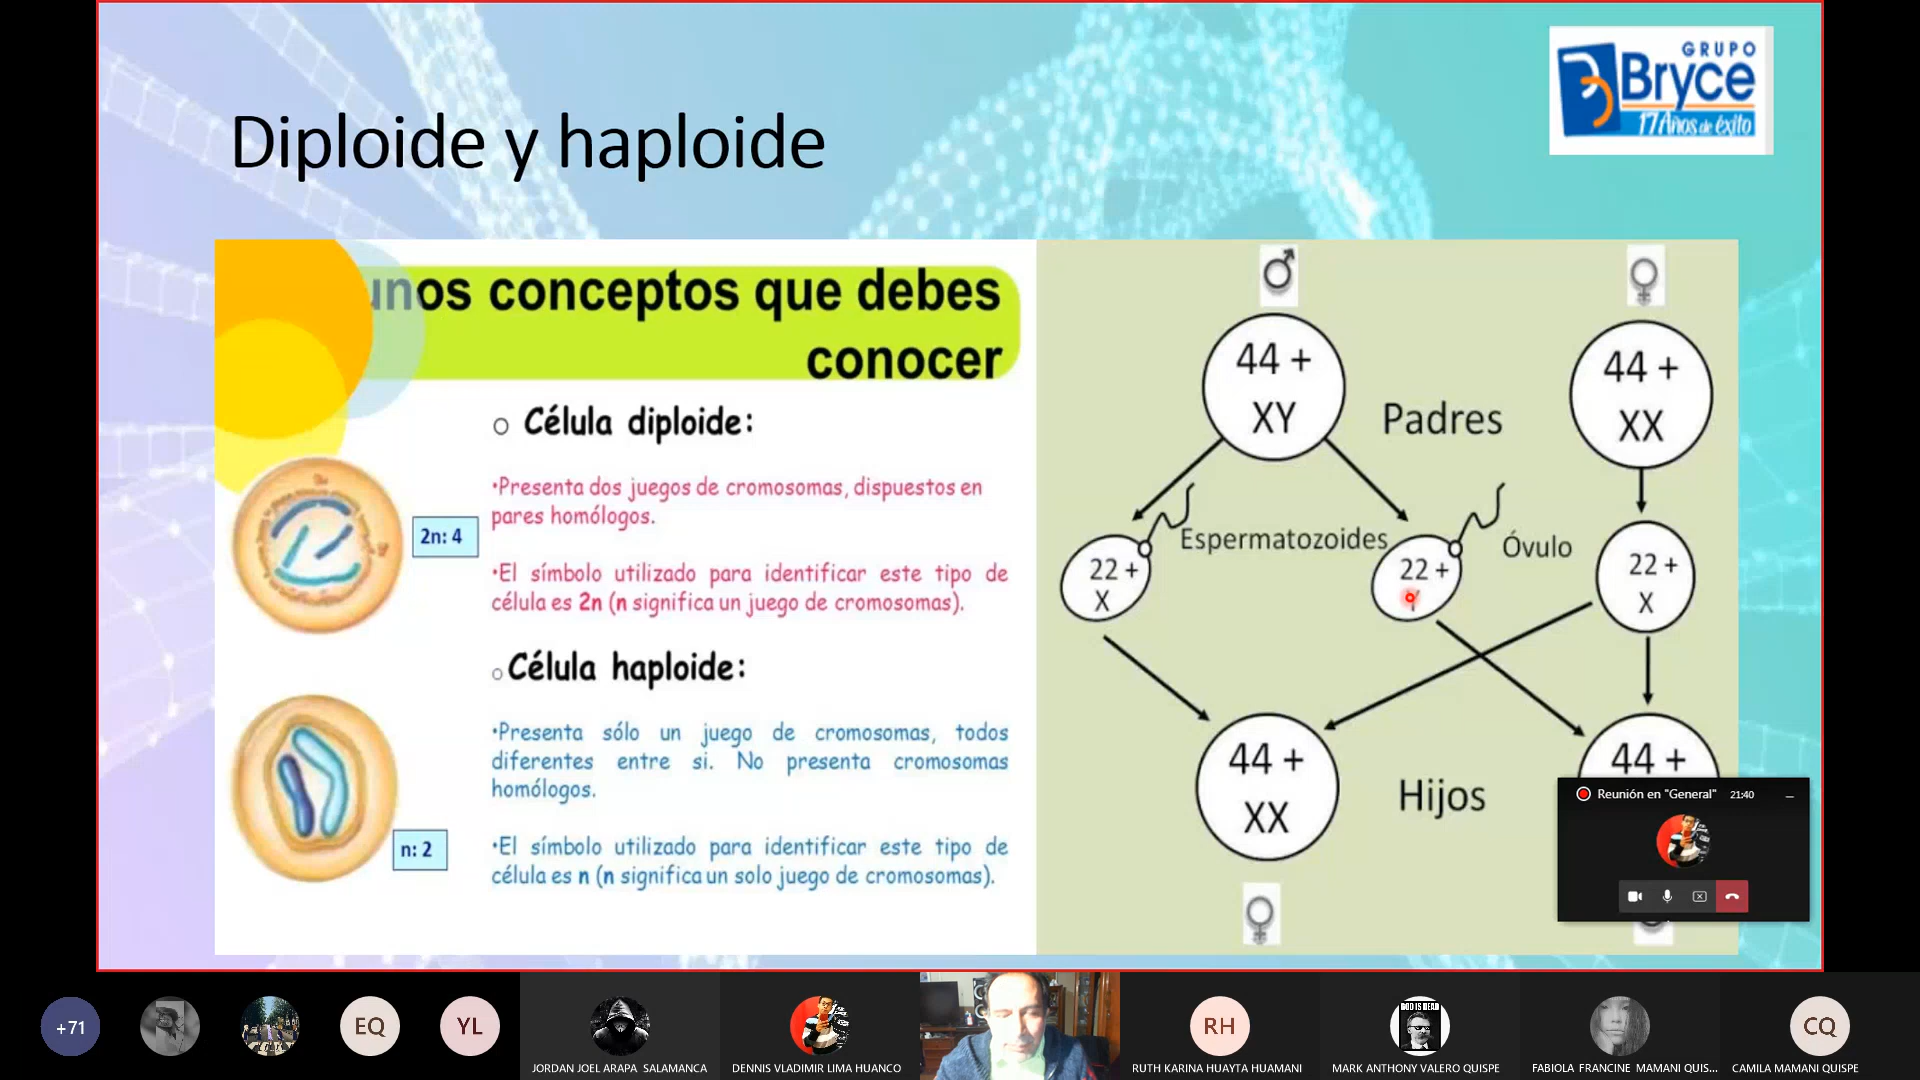 GRUPO
Bryce
17 Años de éxito
Diploide y haploide
unos conceptos que debes
conocer
o Célula diploide:
•Presenta dos juegos de cromosomas, dispuestos en
pares homólogos.
2n: 4
•El símbolo utilizado para identificar este tipo de
célula es 2n (n significa un juego de cromosomas).
o Célula haploide:
•Presenta sólo un juego de cromosomas, todos
diferentes entre si. No presenta cromosomas
homólogos.
n: 2
•El símbolo utilizado para identificar este tipo de
célula es n (n significa un solo juego de cromosomas).
44 +
XY
Padres
44 +
XX
Espermatozoides
Óvulo
22 +
X
22 +
Y
22 +
X
44 +
XX
Hijos
44 +
Reunión en "General" 21:40
+71
EQ
YL
JORDAN JOEL ARAPA SALAMANCA
DENNIS VLADIMIR LIMA HUANCO
RH
RUTH KARINA HUAYTA HUAMANI
GOD IS DEAD
MARK ANTHONY VALERO QUISPE
FABIOLA FRANCINE MAMANI QUIS...
CQ
CAMILA MAMANI QUISPE